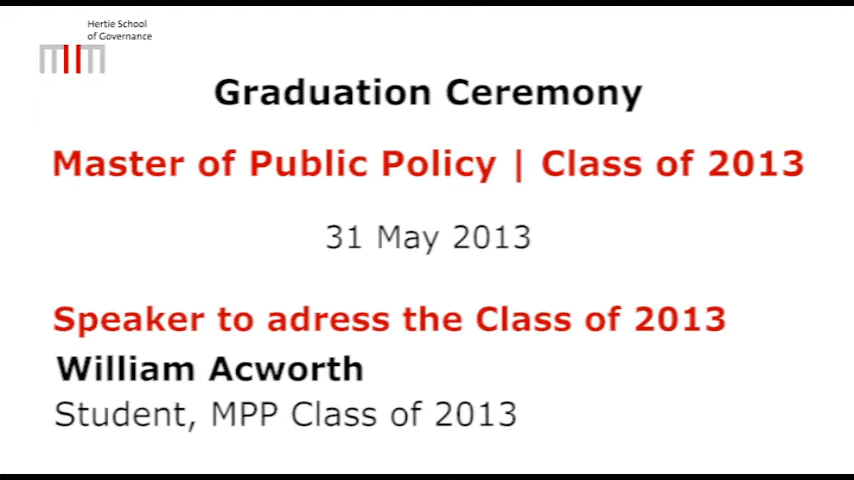 Hertie School
of Governance
Graduation Ceremony
Master of Public Policy | Class of 2013
31 May 2013
Speaker to adress the Class of 2013
William Acworth
Student, MPP Class of 2013